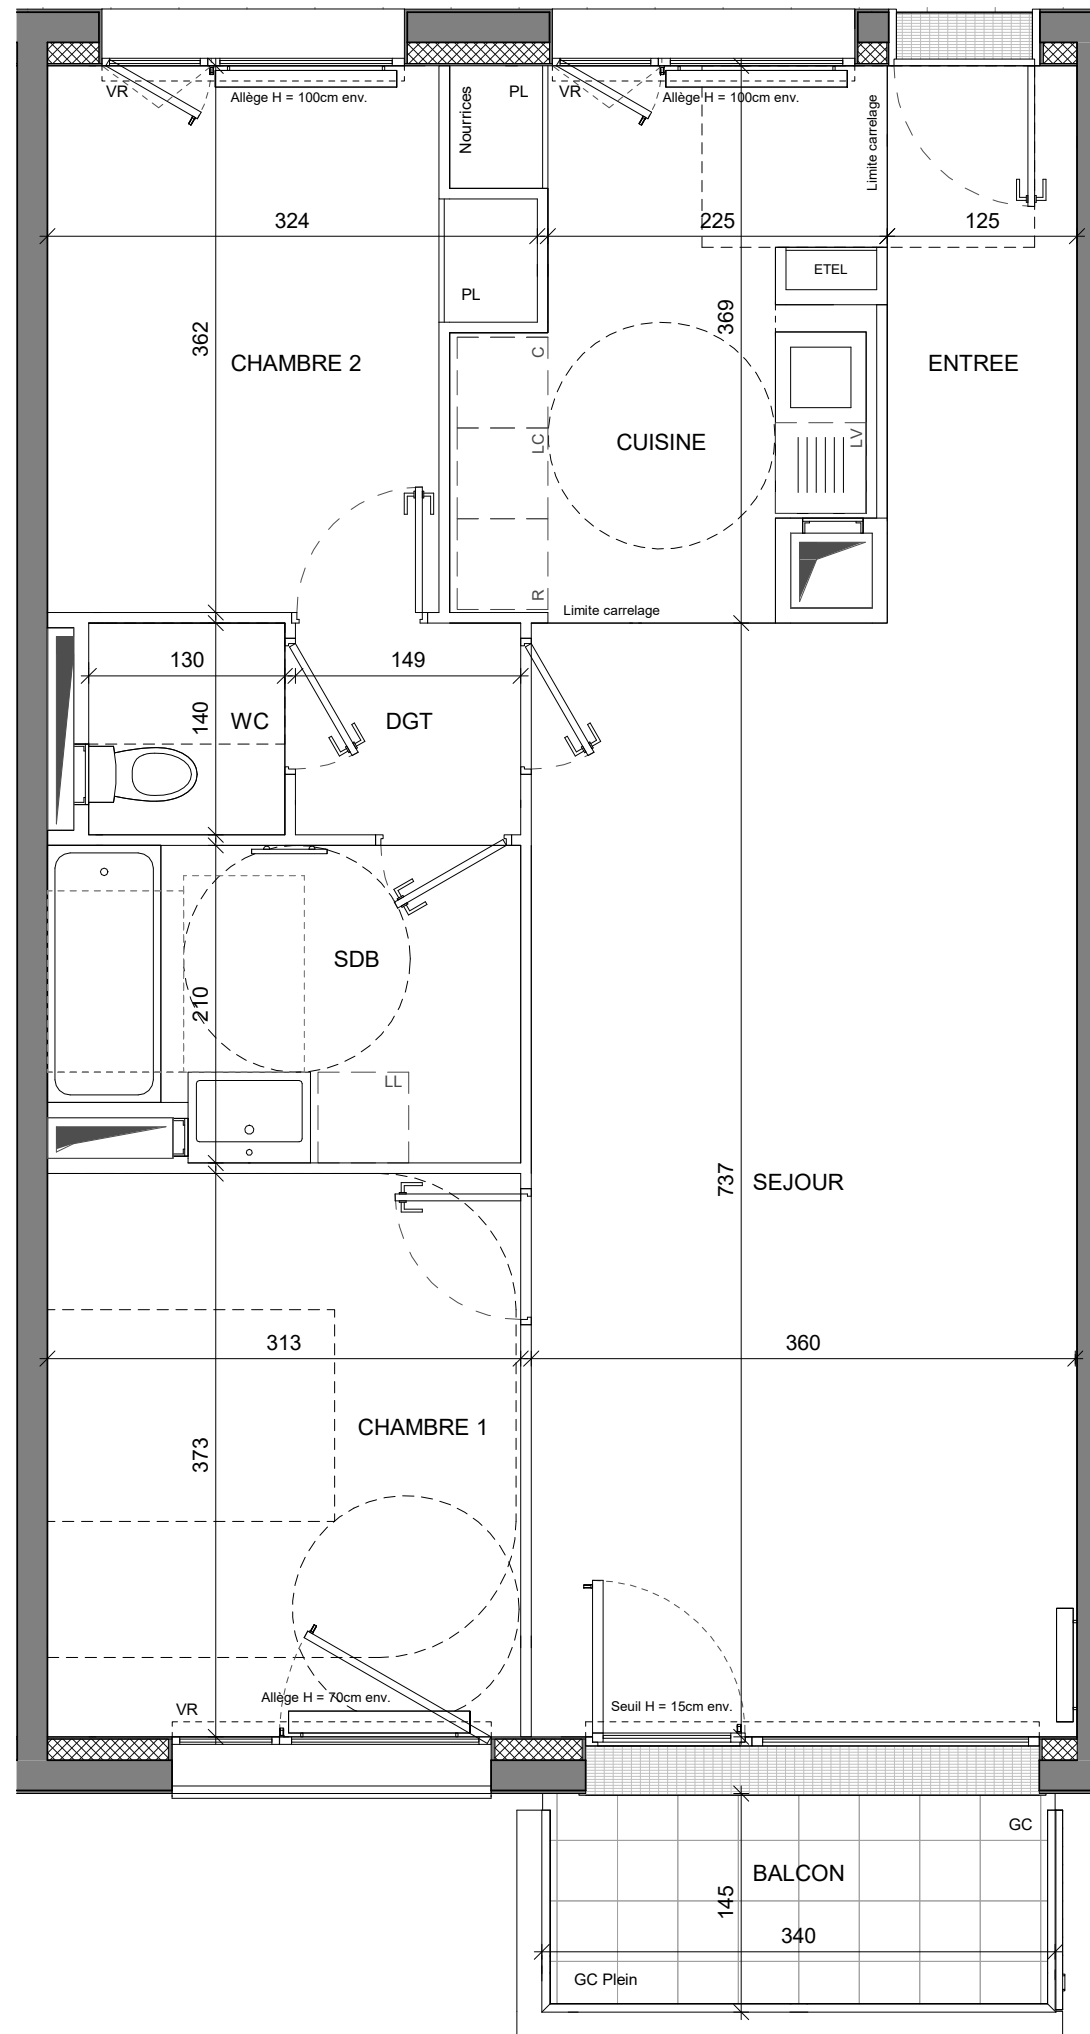 VR
Allège H = 100cm env.
Nourrices
PL
VR
Allège H = 100cm env.
Limite carrelage
324
225
125
ETEL
PL
362
369
CHAMBRE 2
C
ENTREE
LC
CUISINE
LV
R
Limite carrelage
130
149
140
WC
DGT
SDB
210
LL
737
SEJOUR
313
360
CHAMBRE 1
373
VR
Allège H = 70cm env.
Seuil H = 15cm env.
GC
BALCON
145
340
GC Plein